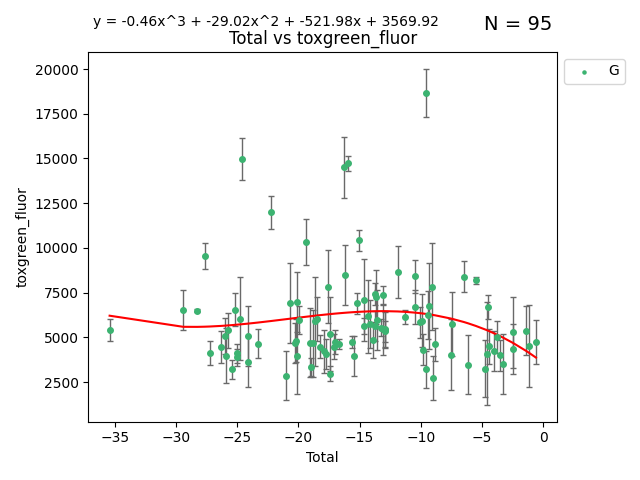 y = -0.46x^3 + -29.02x^2 + -521.98x + 3569.92
N = 95
Total vs toxgreen_fluor
G
toxgreen_fluor
20000
17500
15000
12500
10000
7500
5000
2500
−35 −30 −25 −20 −15 −10 −5 0
Total